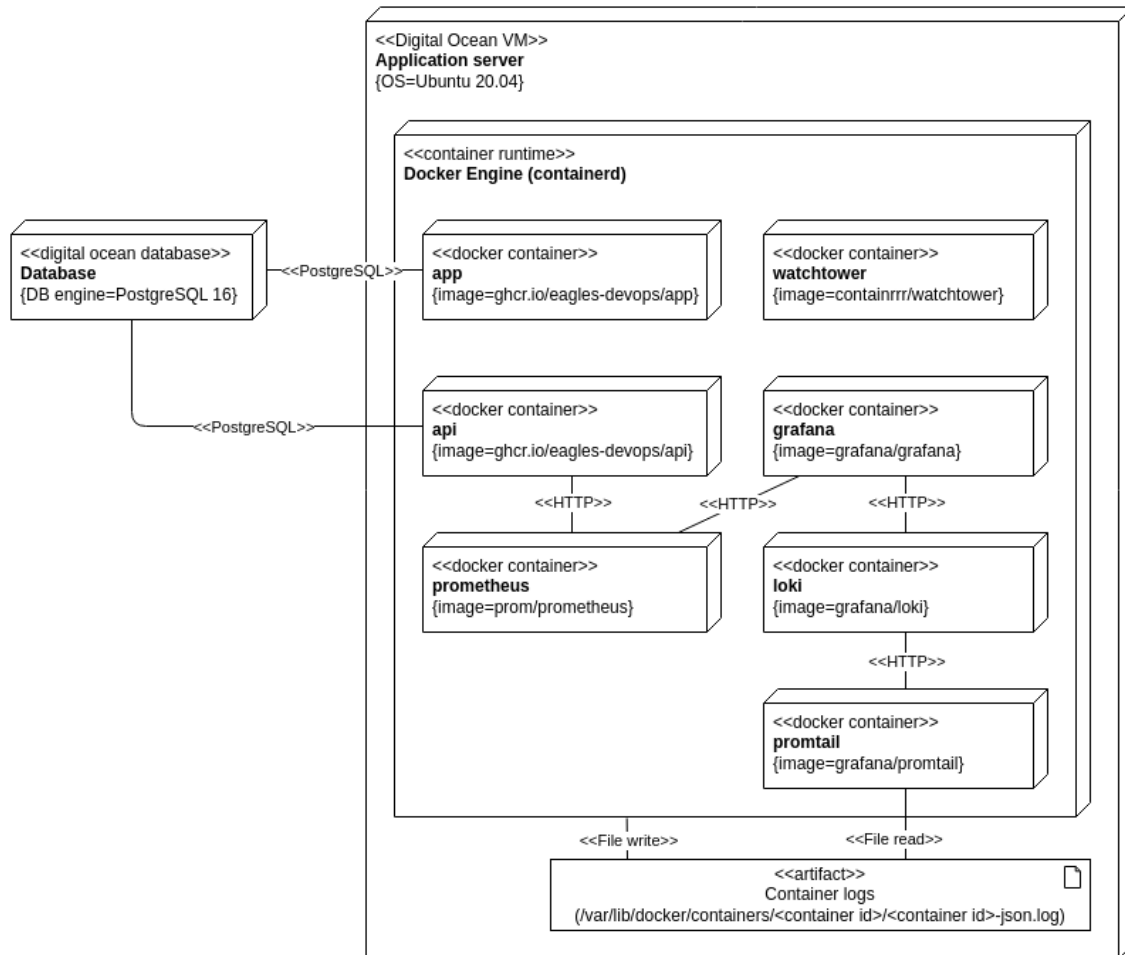 <<Digital Ocean VM>>
Application server
{OS=Ubuntu 20.04}
<<container runtime>>
Docker Engine (containerd)
<<digital ocean database>>
Database
{DB engine=PostgreSQL 16}
<<PostgreSQL>>
<<docker container>>
app
{image=ghcr.io/eagles-devops/app}
<<docker container>>
watchtower
{image=containrrr/watchtower}
<<PostgreSQL>>
<<docker container>>
api
{image=ghcr.io/eagles-devops/api}
<<docker container>>
grafana
{image=grafana/grafana}
<<HTTP>>
<<HTTP>>
<<HTTP>>
<<docker container>>
prometheus
{image=prom/prometheus}
<<docker container>>
loki
{image=grafana/loki}
<<HTTP>>
<<docker container>>
promtail
{image=grafana/promtail}
<<File write>>
<<File read>>
<<artifact>>
Container logs
(/var/lib/docker/containers/<container id>/<container id>-json.log)